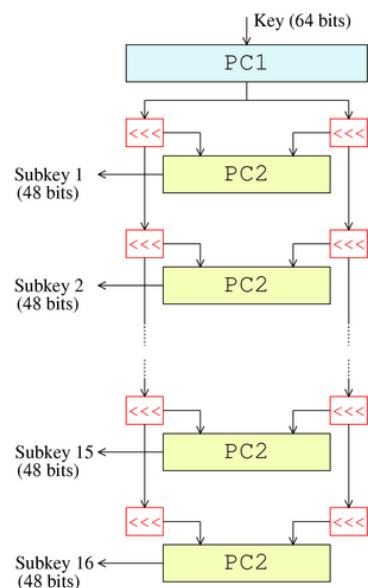 Key (64 bits)
PC1
<<< <<<
Subkey 1
(48 bits)
PC2
<<< <<<
Subkey 2
(48 bits)
PC2
<<< <<<
Subkey 15
(48 bits)
PC2
<<< <<<
Subkey 16
(48 bits)
PC2